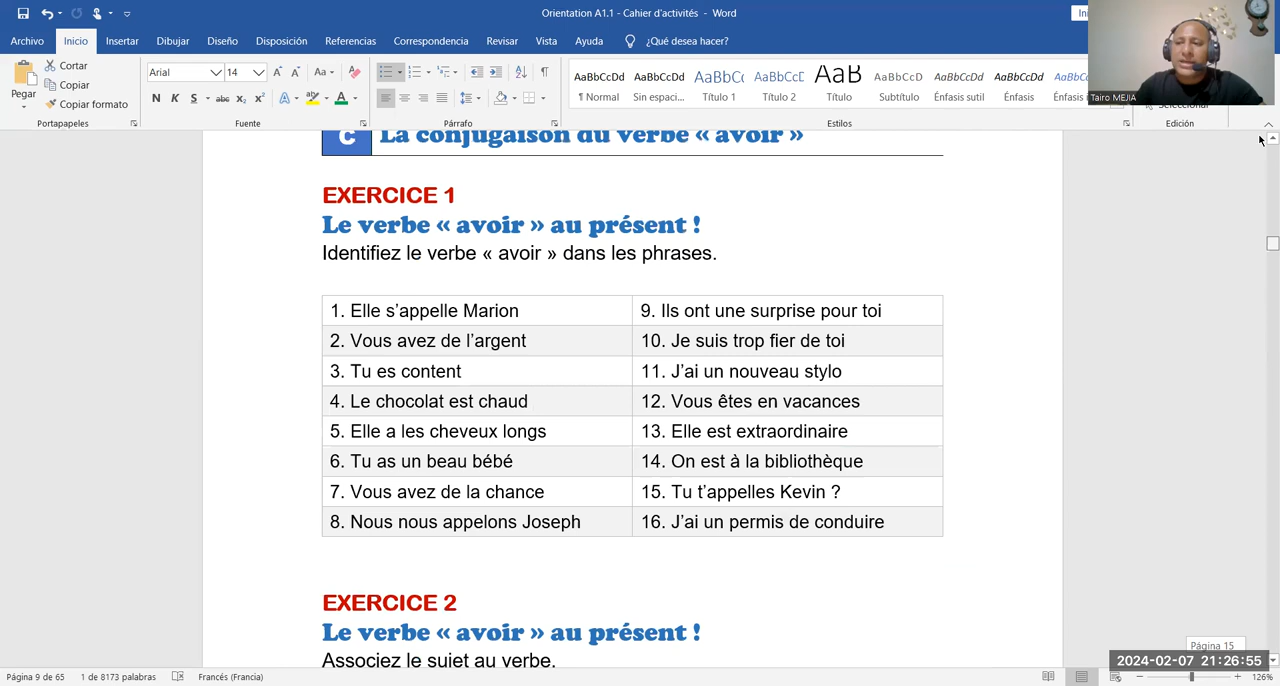 Orientation A1.1 - Cahier d'activités - Word
Archivo Inicio Insertar Dibujar Diseño Disposición Referencias Correspondencia Revisar Vista Ayuda ¿Qué desea hacer?
Pegar
Cortar
Copiar
Copiar formato
Portapapeles
Arial 14
Aa
N K S abc x₂ x²
Fuente
Párrafo
AaBbCcDd AaBbCcDd AaBbCc AaBbCcE AaB AaBbCcD AaBbCcDd AaBbCcDd
¶ Normal Sin espaci... Título 1 Título 2 Título Subtítulo Énfasis sutil Énfasis
Estilos
Edición
Tairo MEJIA
C La conjugaison du verbe « avoir »
EXERCICE 1
Le verbe « avoir » au présent !
Identifiez le verbe « avoir » dans les phrases.
1. Elle s’appelle Marion
2. Vous avez de l’argent
3. Tu es content
4. Le chocolat est chaud
5. Elle a les cheveux longs
6. Tu as un beau bébé
7. Vous avez de la chance
8. Nous nous appelons Joseph
9. Ils ont une surprise pour toi
10. Je suis trop fier de toi
11. J’ai un nouveau stylo
12. Vous êtes en vacances
13. Elle est extraordinaire
14. On est à la bibliothèque
15. Tu t’appelles Kevin ?
16. J’ai un permis de conduire
EXERCICE 2
Le verbe « avoir » au présent !
Associez le sujet au verbe.
Página 15
2024-02-07 21:26:55
Página 9 de 65 1 de 8173 palabras Francés (Francia) 126%